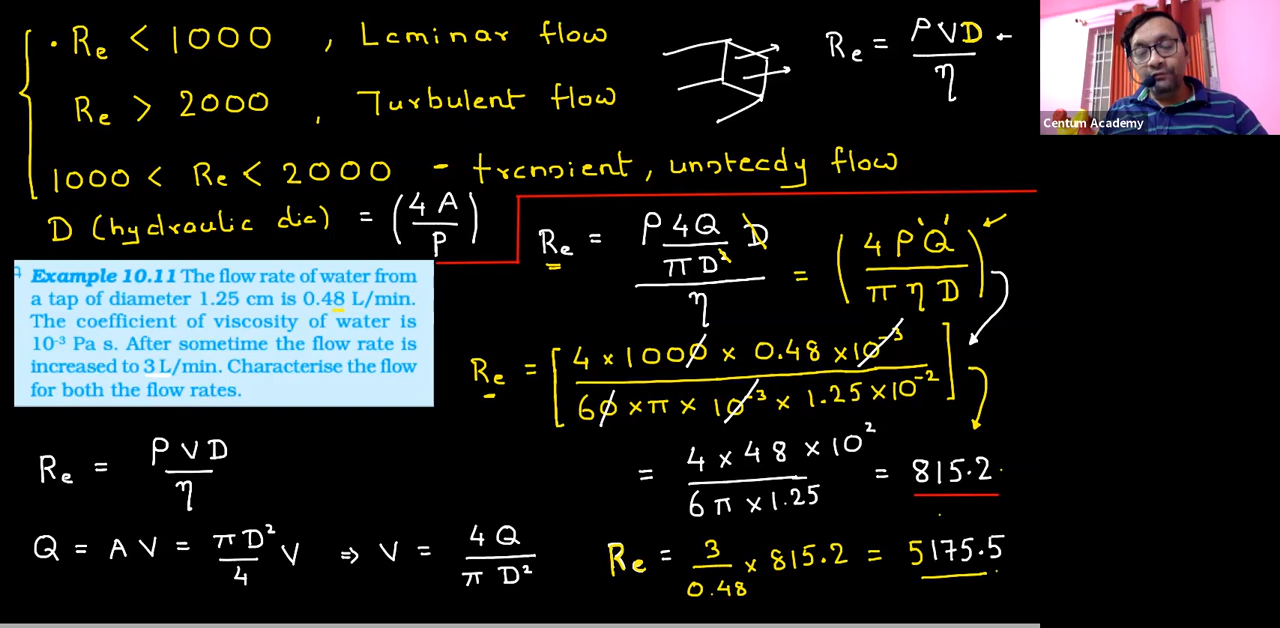 • Re < 1000 , Laminar flow
Re > 2000 , Turbulent flow
1000 < Re < 2000 - transient, unsteady flow
Re = ρVD / η
Centum Academy
D (hydraulic dia) = (4A / P)
Example 10.11 The flow rate of water from
a tap of diameter 1.25 cm is 0.48 L/min.
The coefficient of viscosity of water is
10⁻³ Pa s. After sometime the flow rate is
increased to 3 L/min. Characterise the flow
for both the flow rates.
Re = ρ (4Q / πD²) D / η = (4ρ'Q' / πηD)
Re = [4 × 1000 × 0.48 × 10⁻³ / 60 × π × 10⁻³ × 1.25 × 10⁻²]
= 4 × 48 × 10² / 6π × 1.25 = 815.2
Re = 3 / 0.48 × 815.2 = 5175.5
Re = ρVD / η
Q = AV = πD² / 4 V ⇒ V = 4Q / πD²